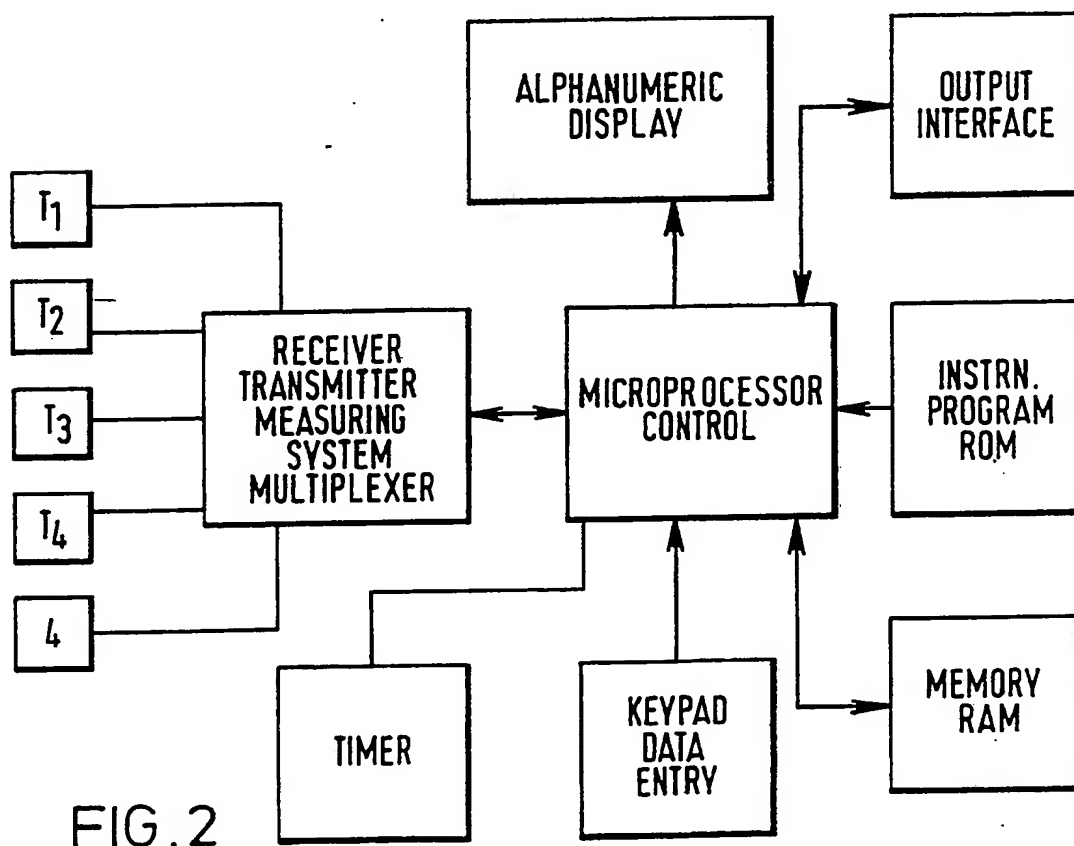 ALPHANUMERIC
DISPLAY
OUTPUT
INTERFACE
T1
T2
T3
T4
4
RECEIVER
TRANSMITTER
MEASURING
SYSTEM
MULTIPLEXER
MICROPROCESSOR
CONTROL
INSTRN.
PROGRAM
ROM
TIMER
KEYPAD
DATA
ENTRY
MEMORY
RAM
FIG.2